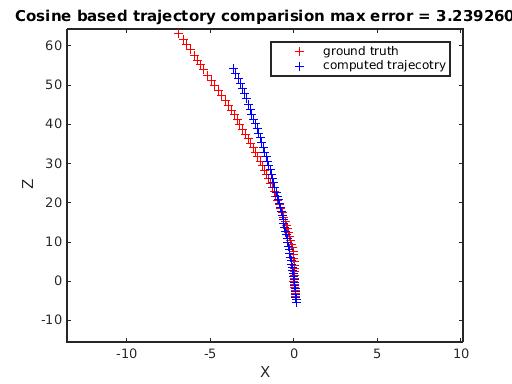 Cosine based trajectory comparision max error = 3.239260
ground truth
computed trajecotry
60
50
40
30
20
10
0
-10
Z
-10
-5
0
5
10
X